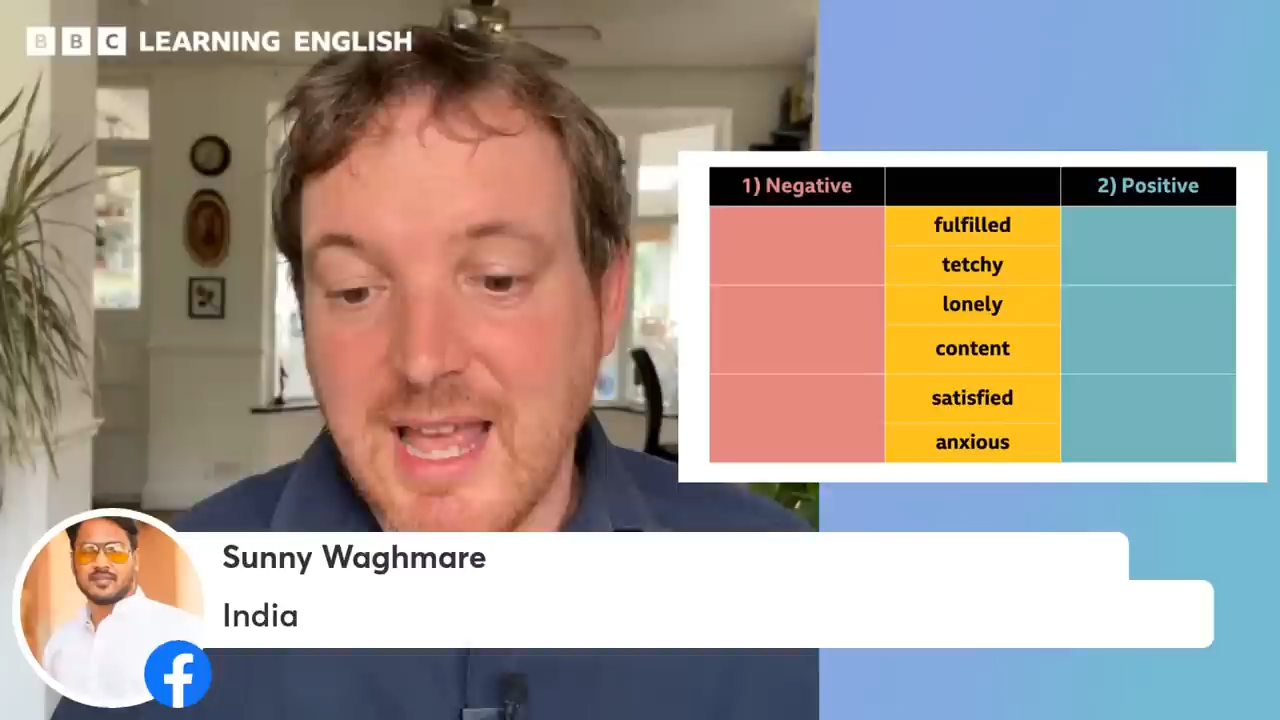 BBC LEARNING ENGLISH
1) Negative
2) Positive
fulfilled
tetchy
lonely
content
satisfied
anxious
Sunny Waghmare
India